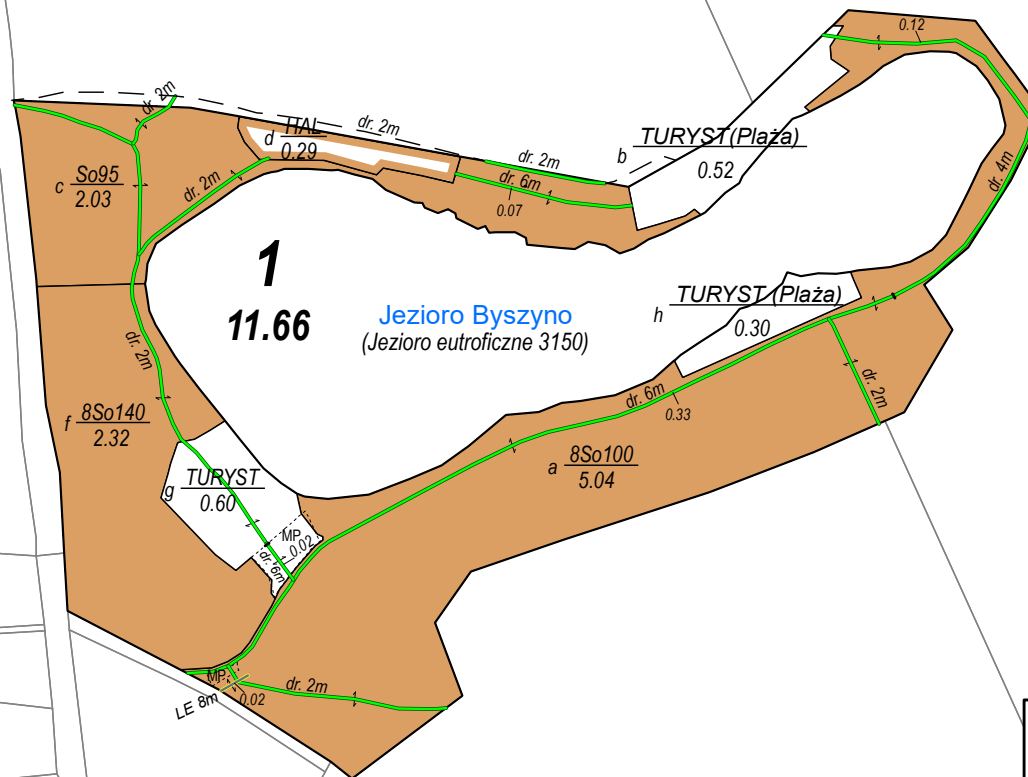 0.12
dr. 2m
dr. 2m
d HAL
0.29
b TURYST(Plaża)
0.52
dr. 2m
dr. 6m
0.07
dr. 4m
c So95
2.03
dr. 2m
1
11.66
Jezioro Byszyno
(Jezioro eutroficzne 3150)
h TURYST (Plaża)
0.30
dr. 2m
dr. 6m
0.33
dr. 2m
f 8So140
2.32
a 8So100
5.04
g TURYST
0.60
MP
0.02
dr. 6m
MP
0.02
dr. 2m
LE 8m